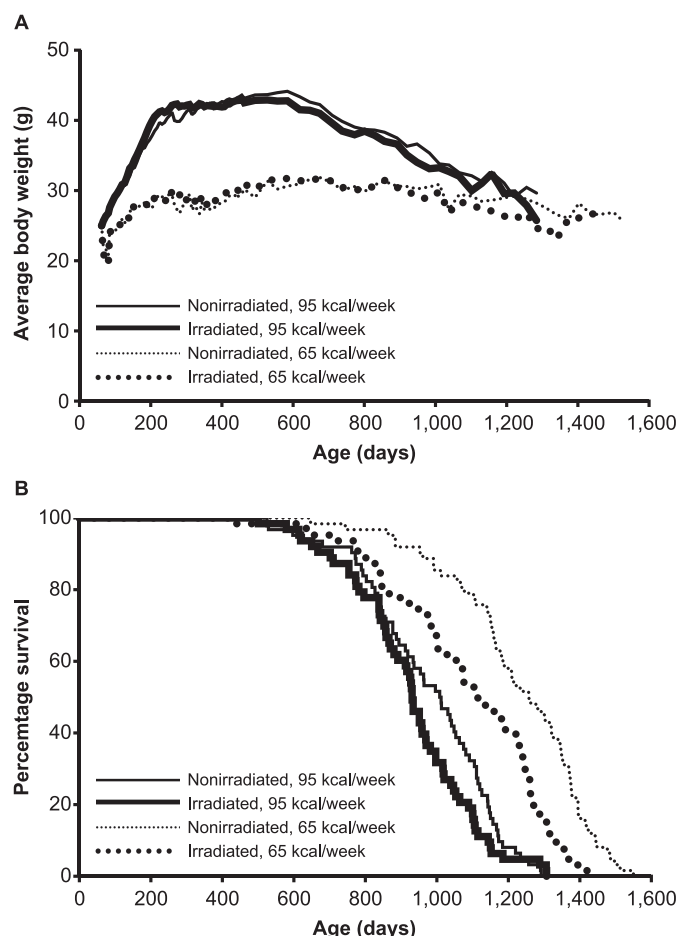 A
50
40
30
20
10
0
Average body weight (g)
Nonirradiated, 95 kcal/week
Irradiated, 95 kcal/week
Nonirradiated, 65 kcal/week
Irradiated, 65 kcal/week
0 200 400 600 800 1,000 1,200 1,400 1,600
Age (days)
B
100
80
60
40
20
0
Percemtage survival
Nonirradiated, 95 kcal/week
Irradiated, 95 kcal/week
Nonirradiated, 65 kcal/week
Irradiated, 65 kcal/week
0 200 400 600 800 1,000 1,200 1,400 1,600
Age (days)